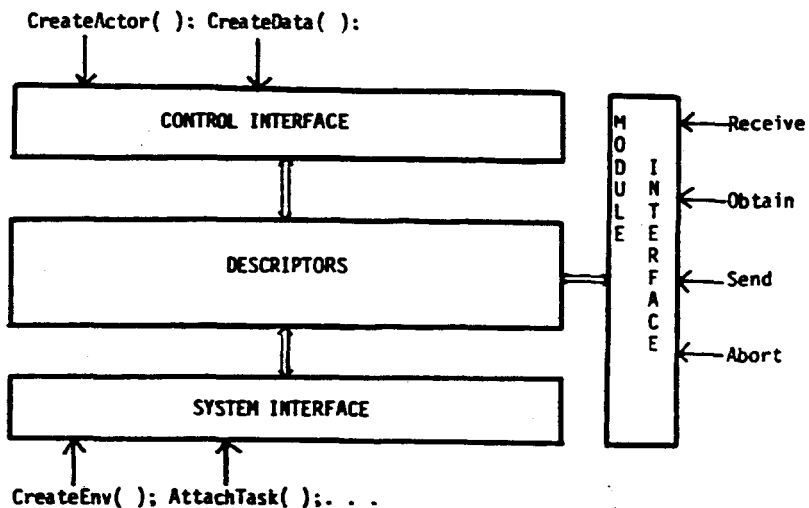 CreateActor( ): CreateData( ):
CONTROL INTERFACE
MODULE
INTERFACE
Receive
Obtain
DESCRIPTORS
Send
Abort
SYSTEM INTERFACE
CreateEnv( ); AttachTask( );. . .